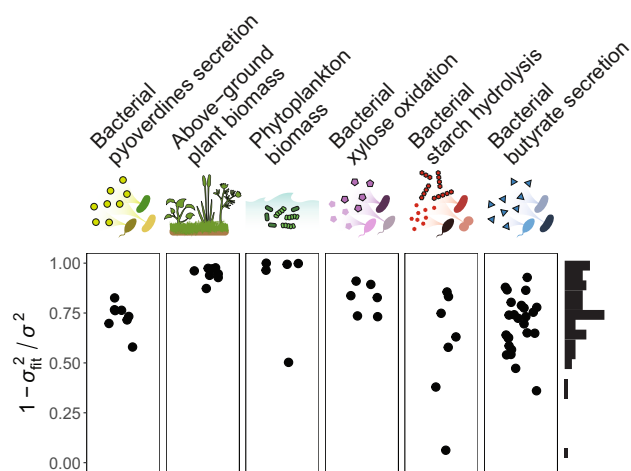 Bacterial
pyoverdines secretion
Above−ground
plant biomass
Phytoplankton
biomass
Bacterial
xylose oxidation
Bacterial
starch hydrolysis
Bacterial
butyrate secretion
1 − σ²fit / σ²
1.00
0.75
0.50
0.25
0.00